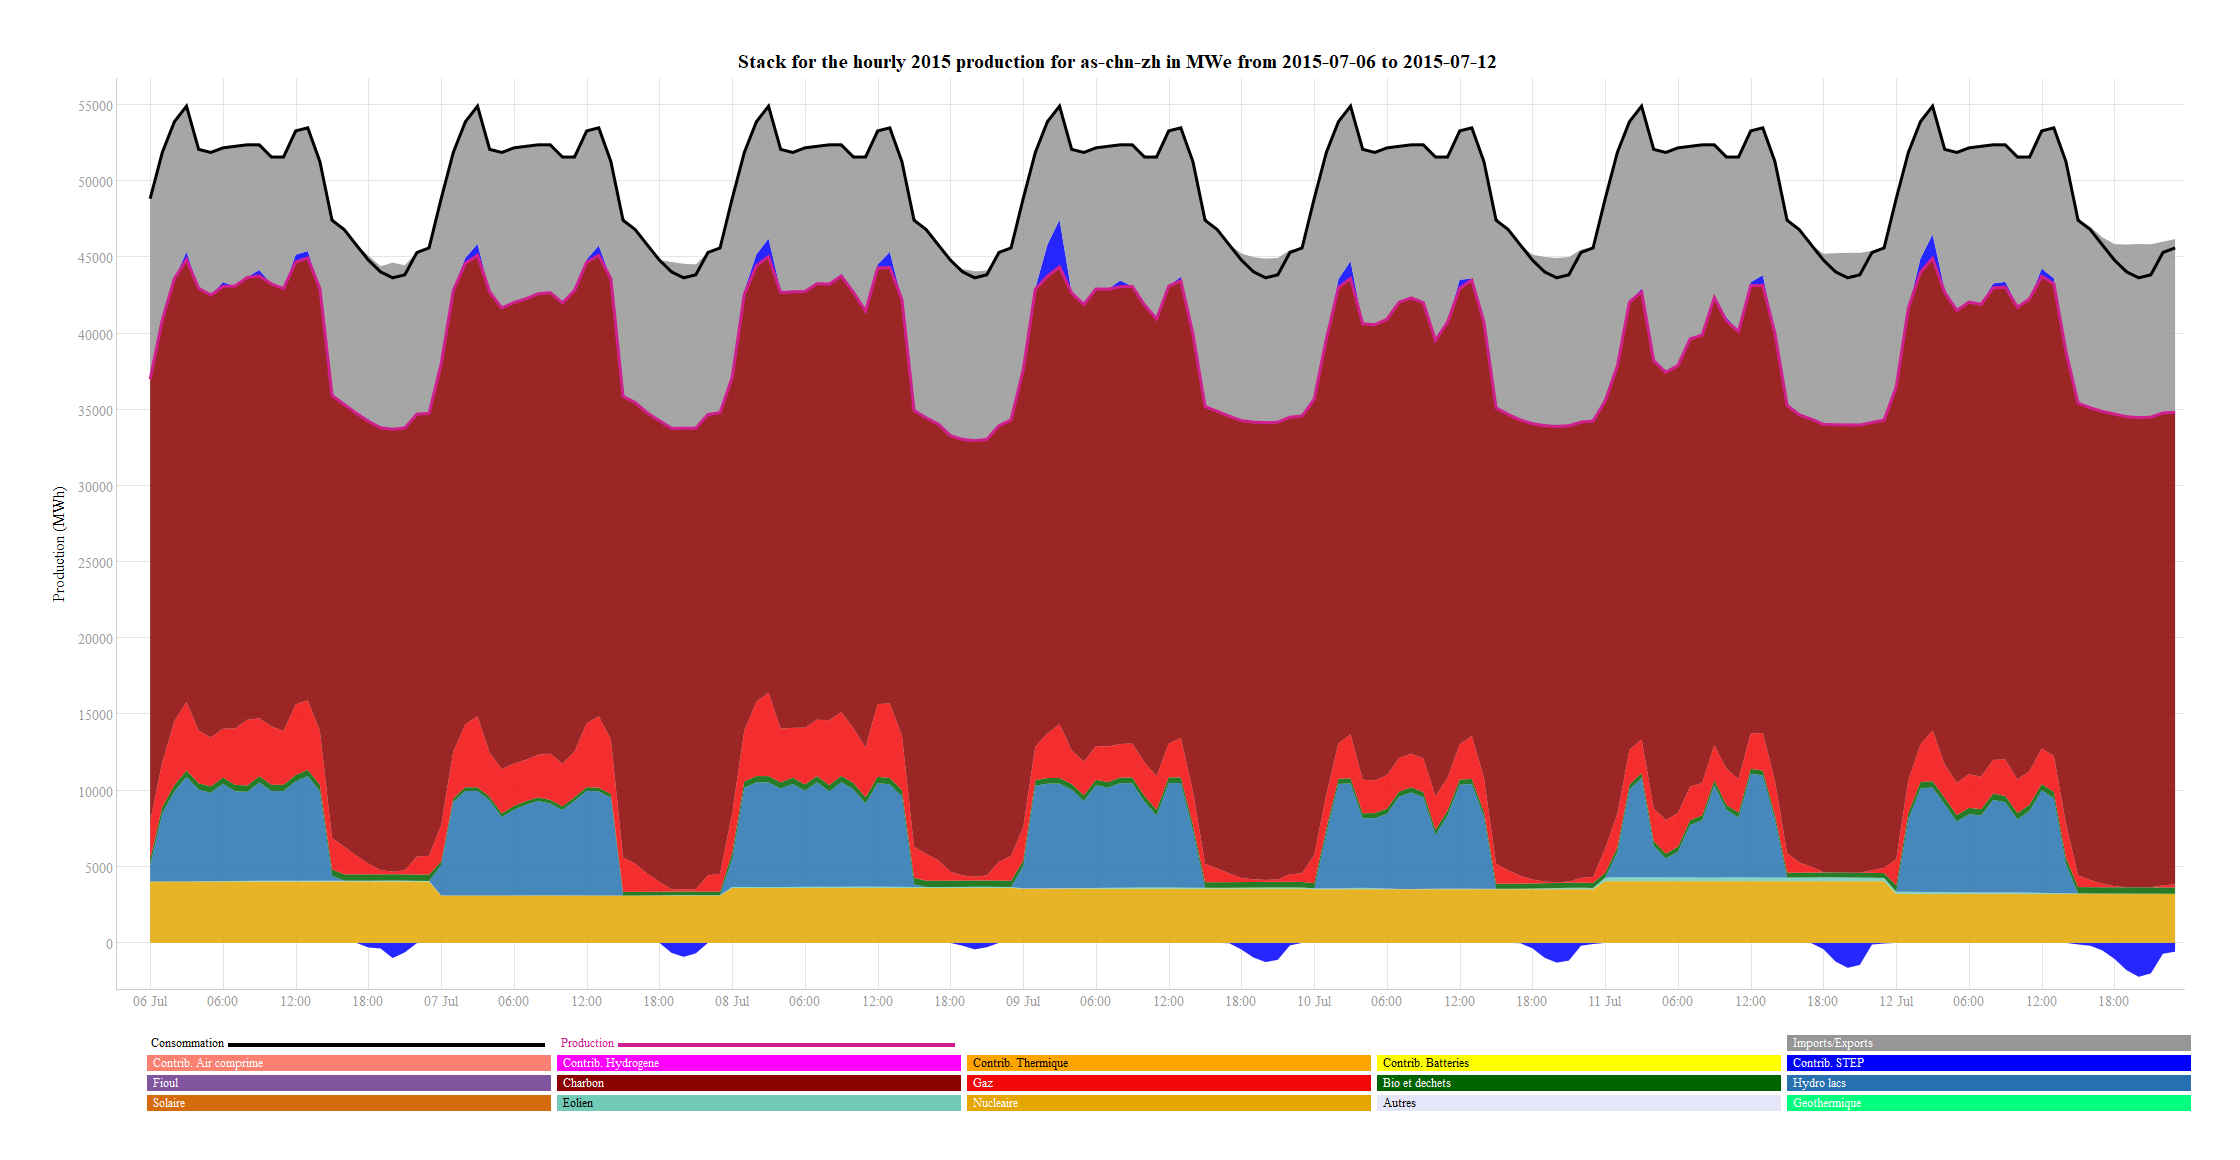 Stack for the hourly 2015 production for as-chn-zh in MWe from 2015-07-06 to 2015-07-12
Production (MWh)
55000
50000
45000
40000
35000
30000
25000
20000
15000
10000
5000
0
06 Jul 06:00 12:00 18:00 07 Jul 06:00 12:00 18:00 08 Jul 06:00 12:00 18:00 09 Jul 06:00 12:00 18:00 10 Jul 06:00 12:00 18:00 11 Jul 06:00 12:00 18:00 12 Jul 06:00 12:00 18:00
Consommation Production Imports/Exports
Contrib. Air comprime Contrib. Hydrogene Contrib. Thermique Contrib. Batteries Contrib. STEP
Fioul Charbon Gaz Bio et dechets Hydro lacs
Solaire Eolien Nucleaire Autres Geothermique